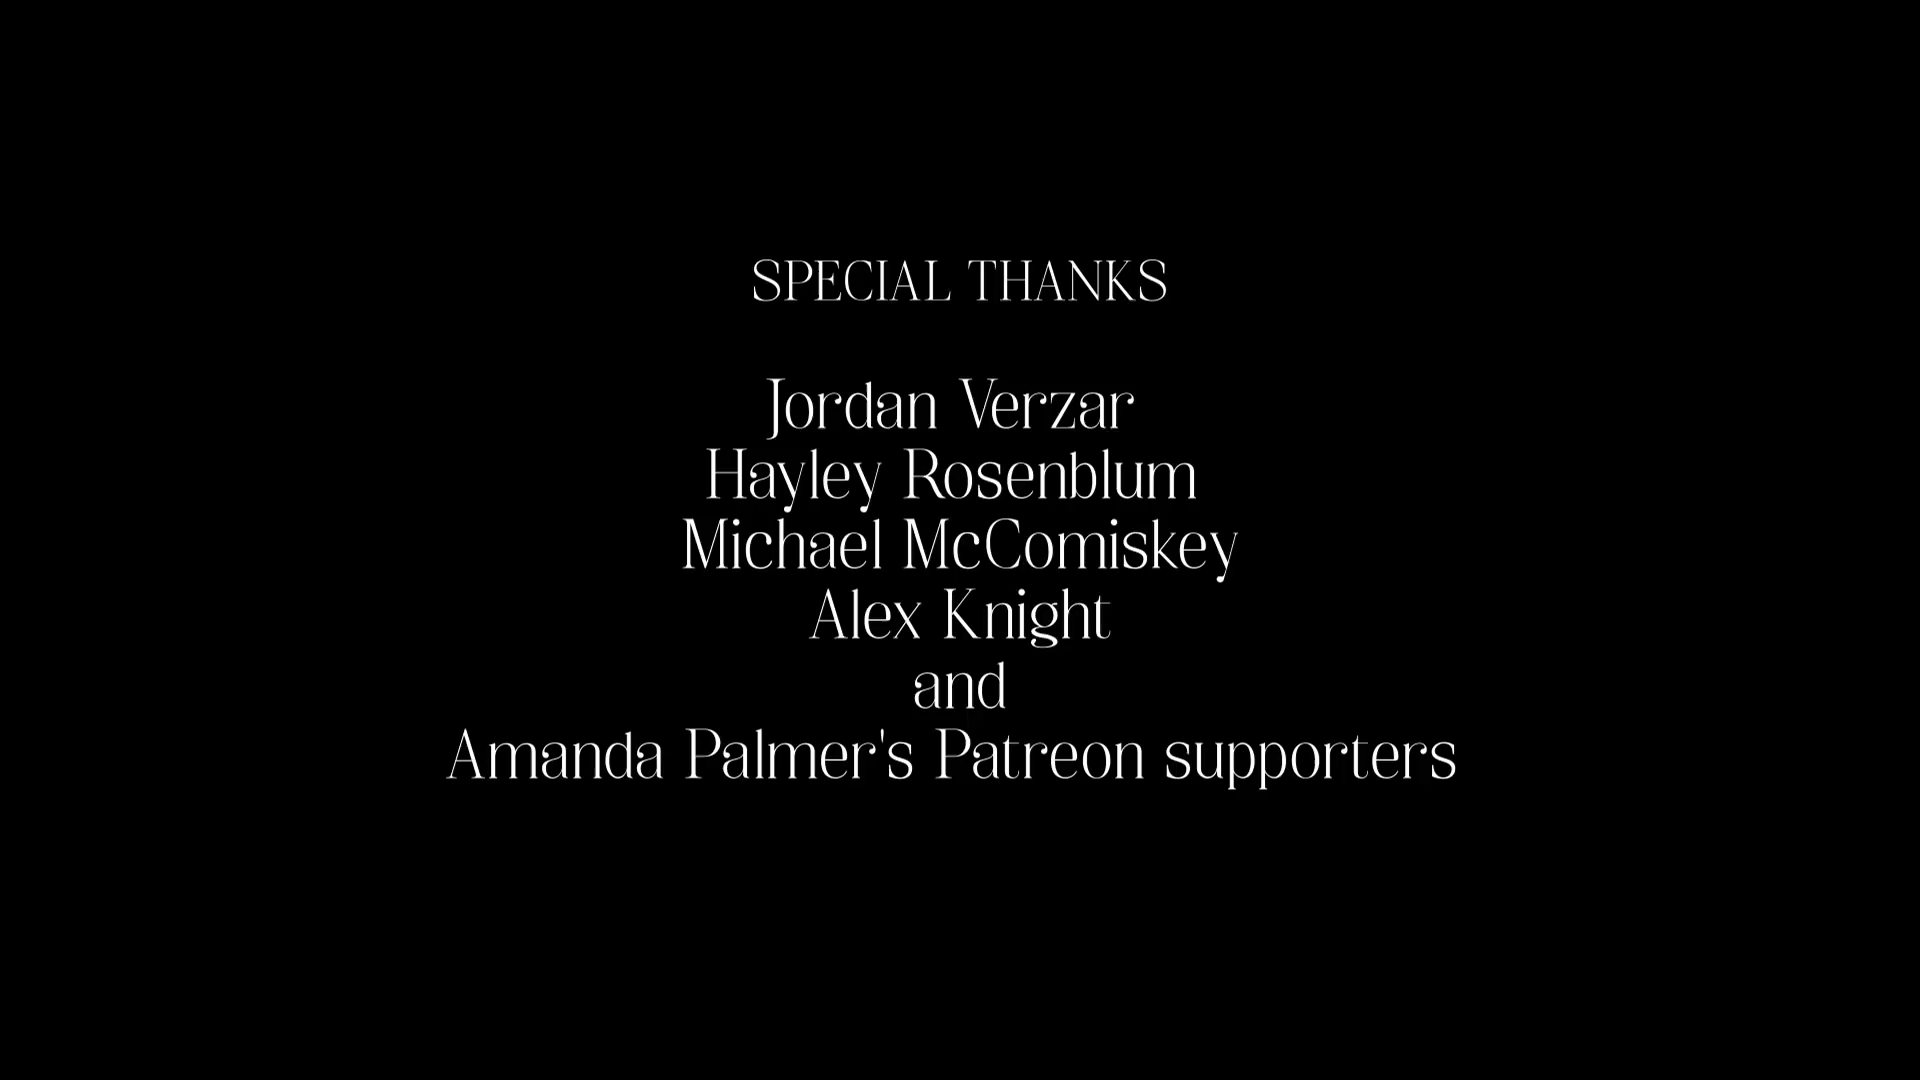 SPECIAL THANKS
Jordan Verzar
Hayley Rosenblum
Michael McComiskey
Alex Knight
and
Amanda Palmer's Patreon supporters